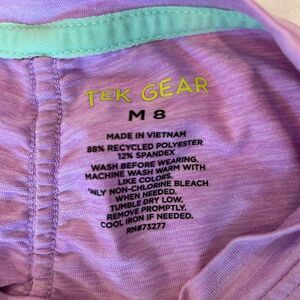 TEK GEAR
M 8
MADE IN VIETNAM
88% RECYCLED POLYESTER
12% SPANDEX
WASH BEFORE WEARING.
MACHINE WASH WARM WITH
LIKE COLORS.
ONLY NON-CHLORINE BLEACH
WHEN NEEDED.
TUMBLE DRY LOW.
REMOVE PROMPTLY.
COOL IRON IF NEEDED.
RN#73277